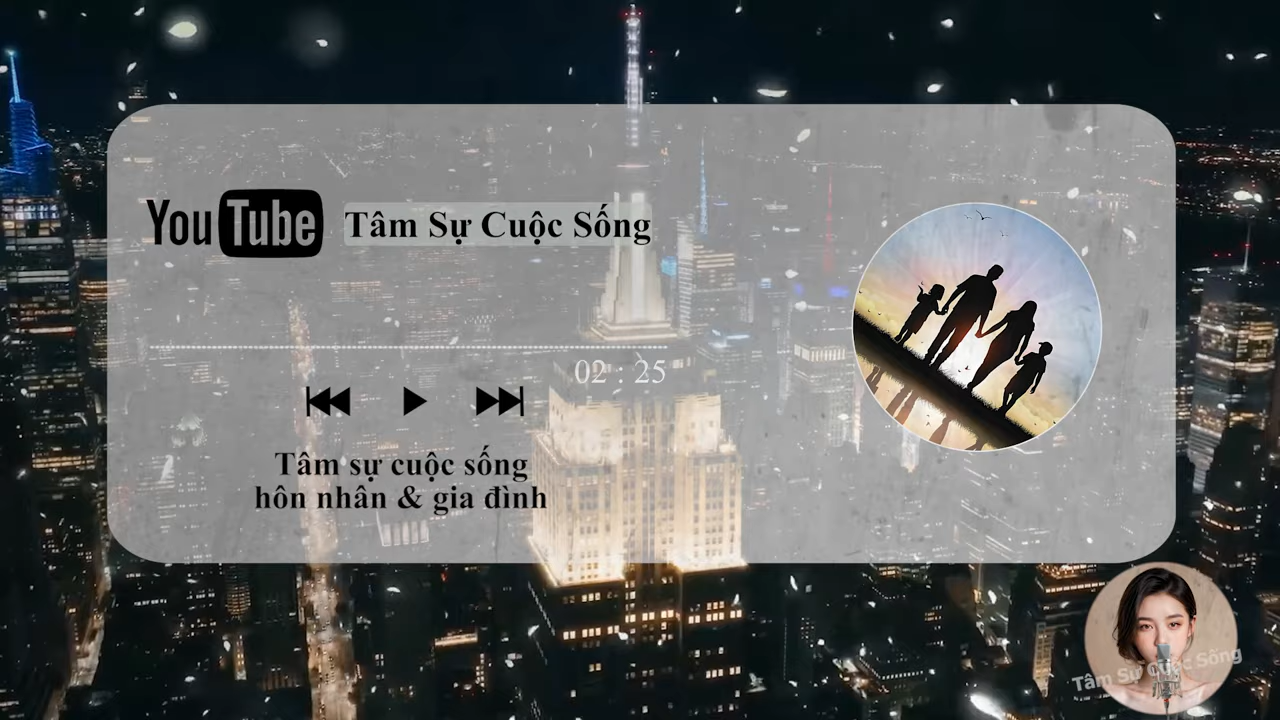 YouTube Tâm Sự Cuộc Sống
02 : 25
Tâm sự cuộc sống
hôn nhân & gia đình
Tâm Sự Cuộc Sống